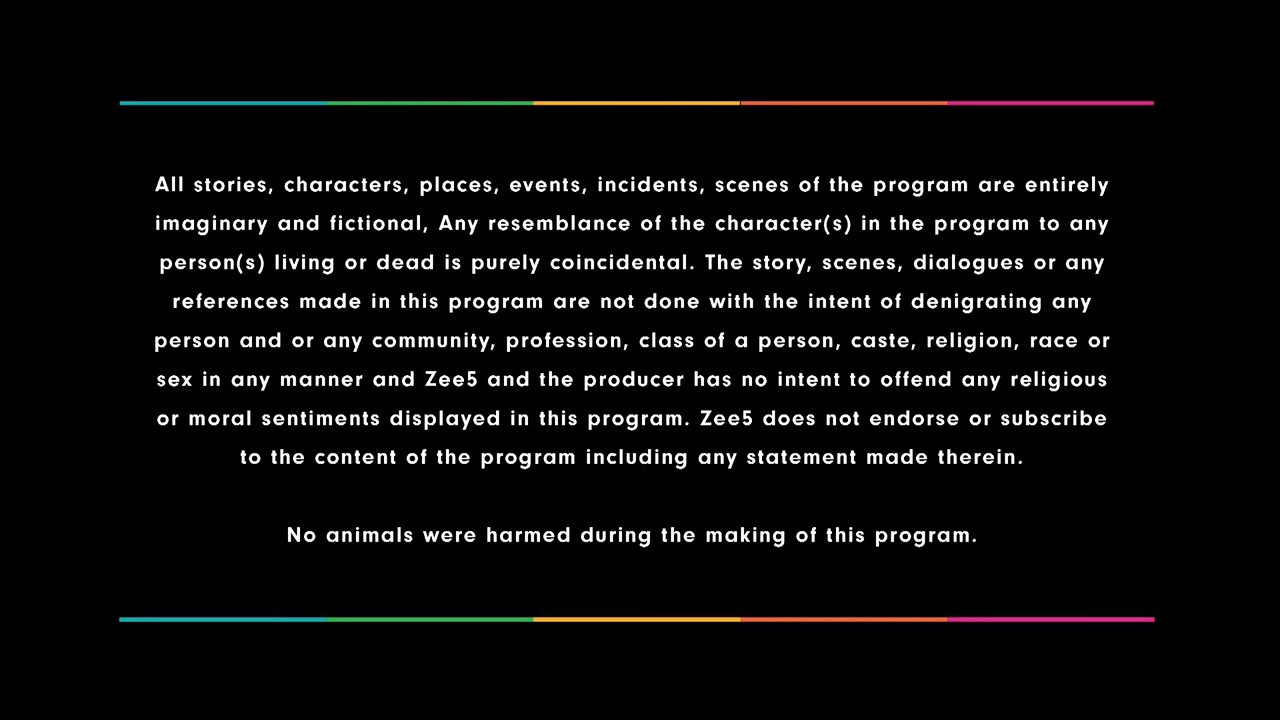 All stories, characters, places, events, incidents, scenes of the program are entirely
imaginary and fictional, Any resemblance of the character(s) in the program to any
person(s) living or dead is purely coincidental. The story, scenes, dialogues or any
references made in this program are not done with the intent of denigrating any
person and or any community, profession, class of a person, caste, religion, race or
sex in any manner and Zee5 and the producer has no intent to offend any religious
or moral sentiments displayed in this program. Zee5 does not endorse or subscribe
to the content of the program including any statement made therein.
No animals were harmed during the making of this program.